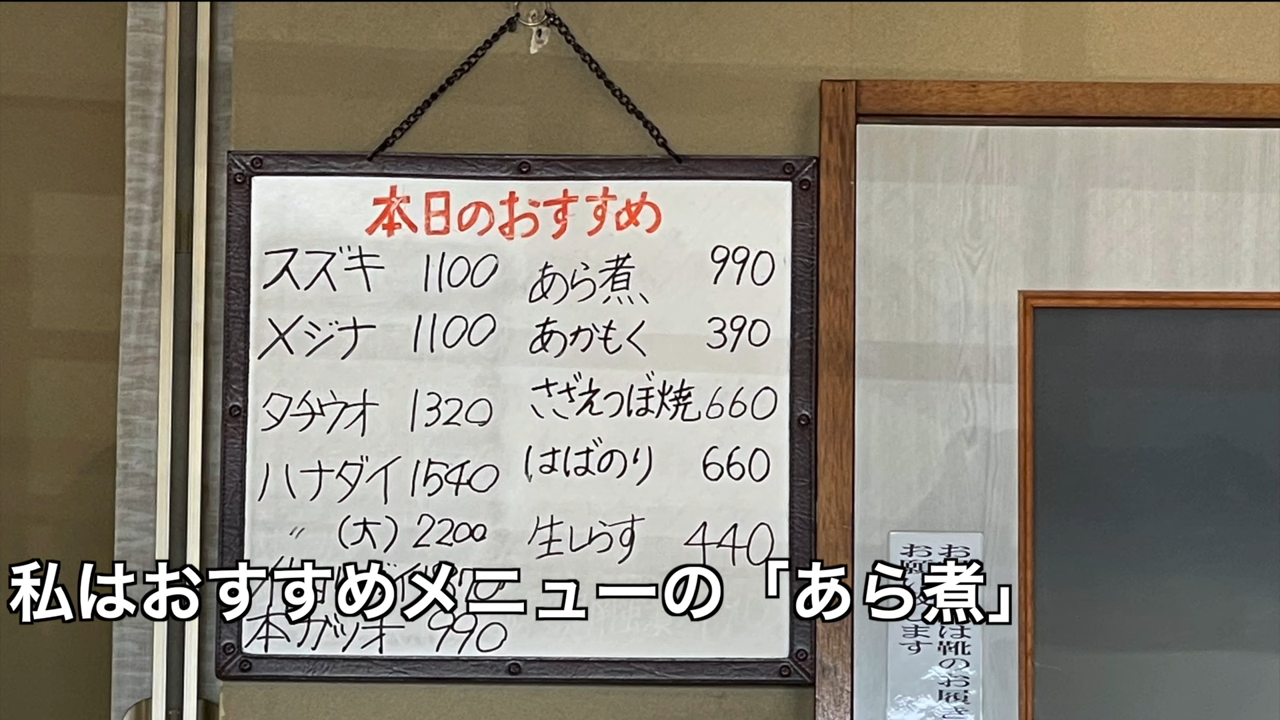 本日のおすすめ
スズキ 1100
メジナ 1100
タチウオ 1320
ハナダイ 1540
〃 (大) 2200
本ガツオ 990
あら煮 990
あかもく 390
さざえつぼ焼 660
はばのり 660
生しらす 440
私はおすすめメニューの「あら煮」